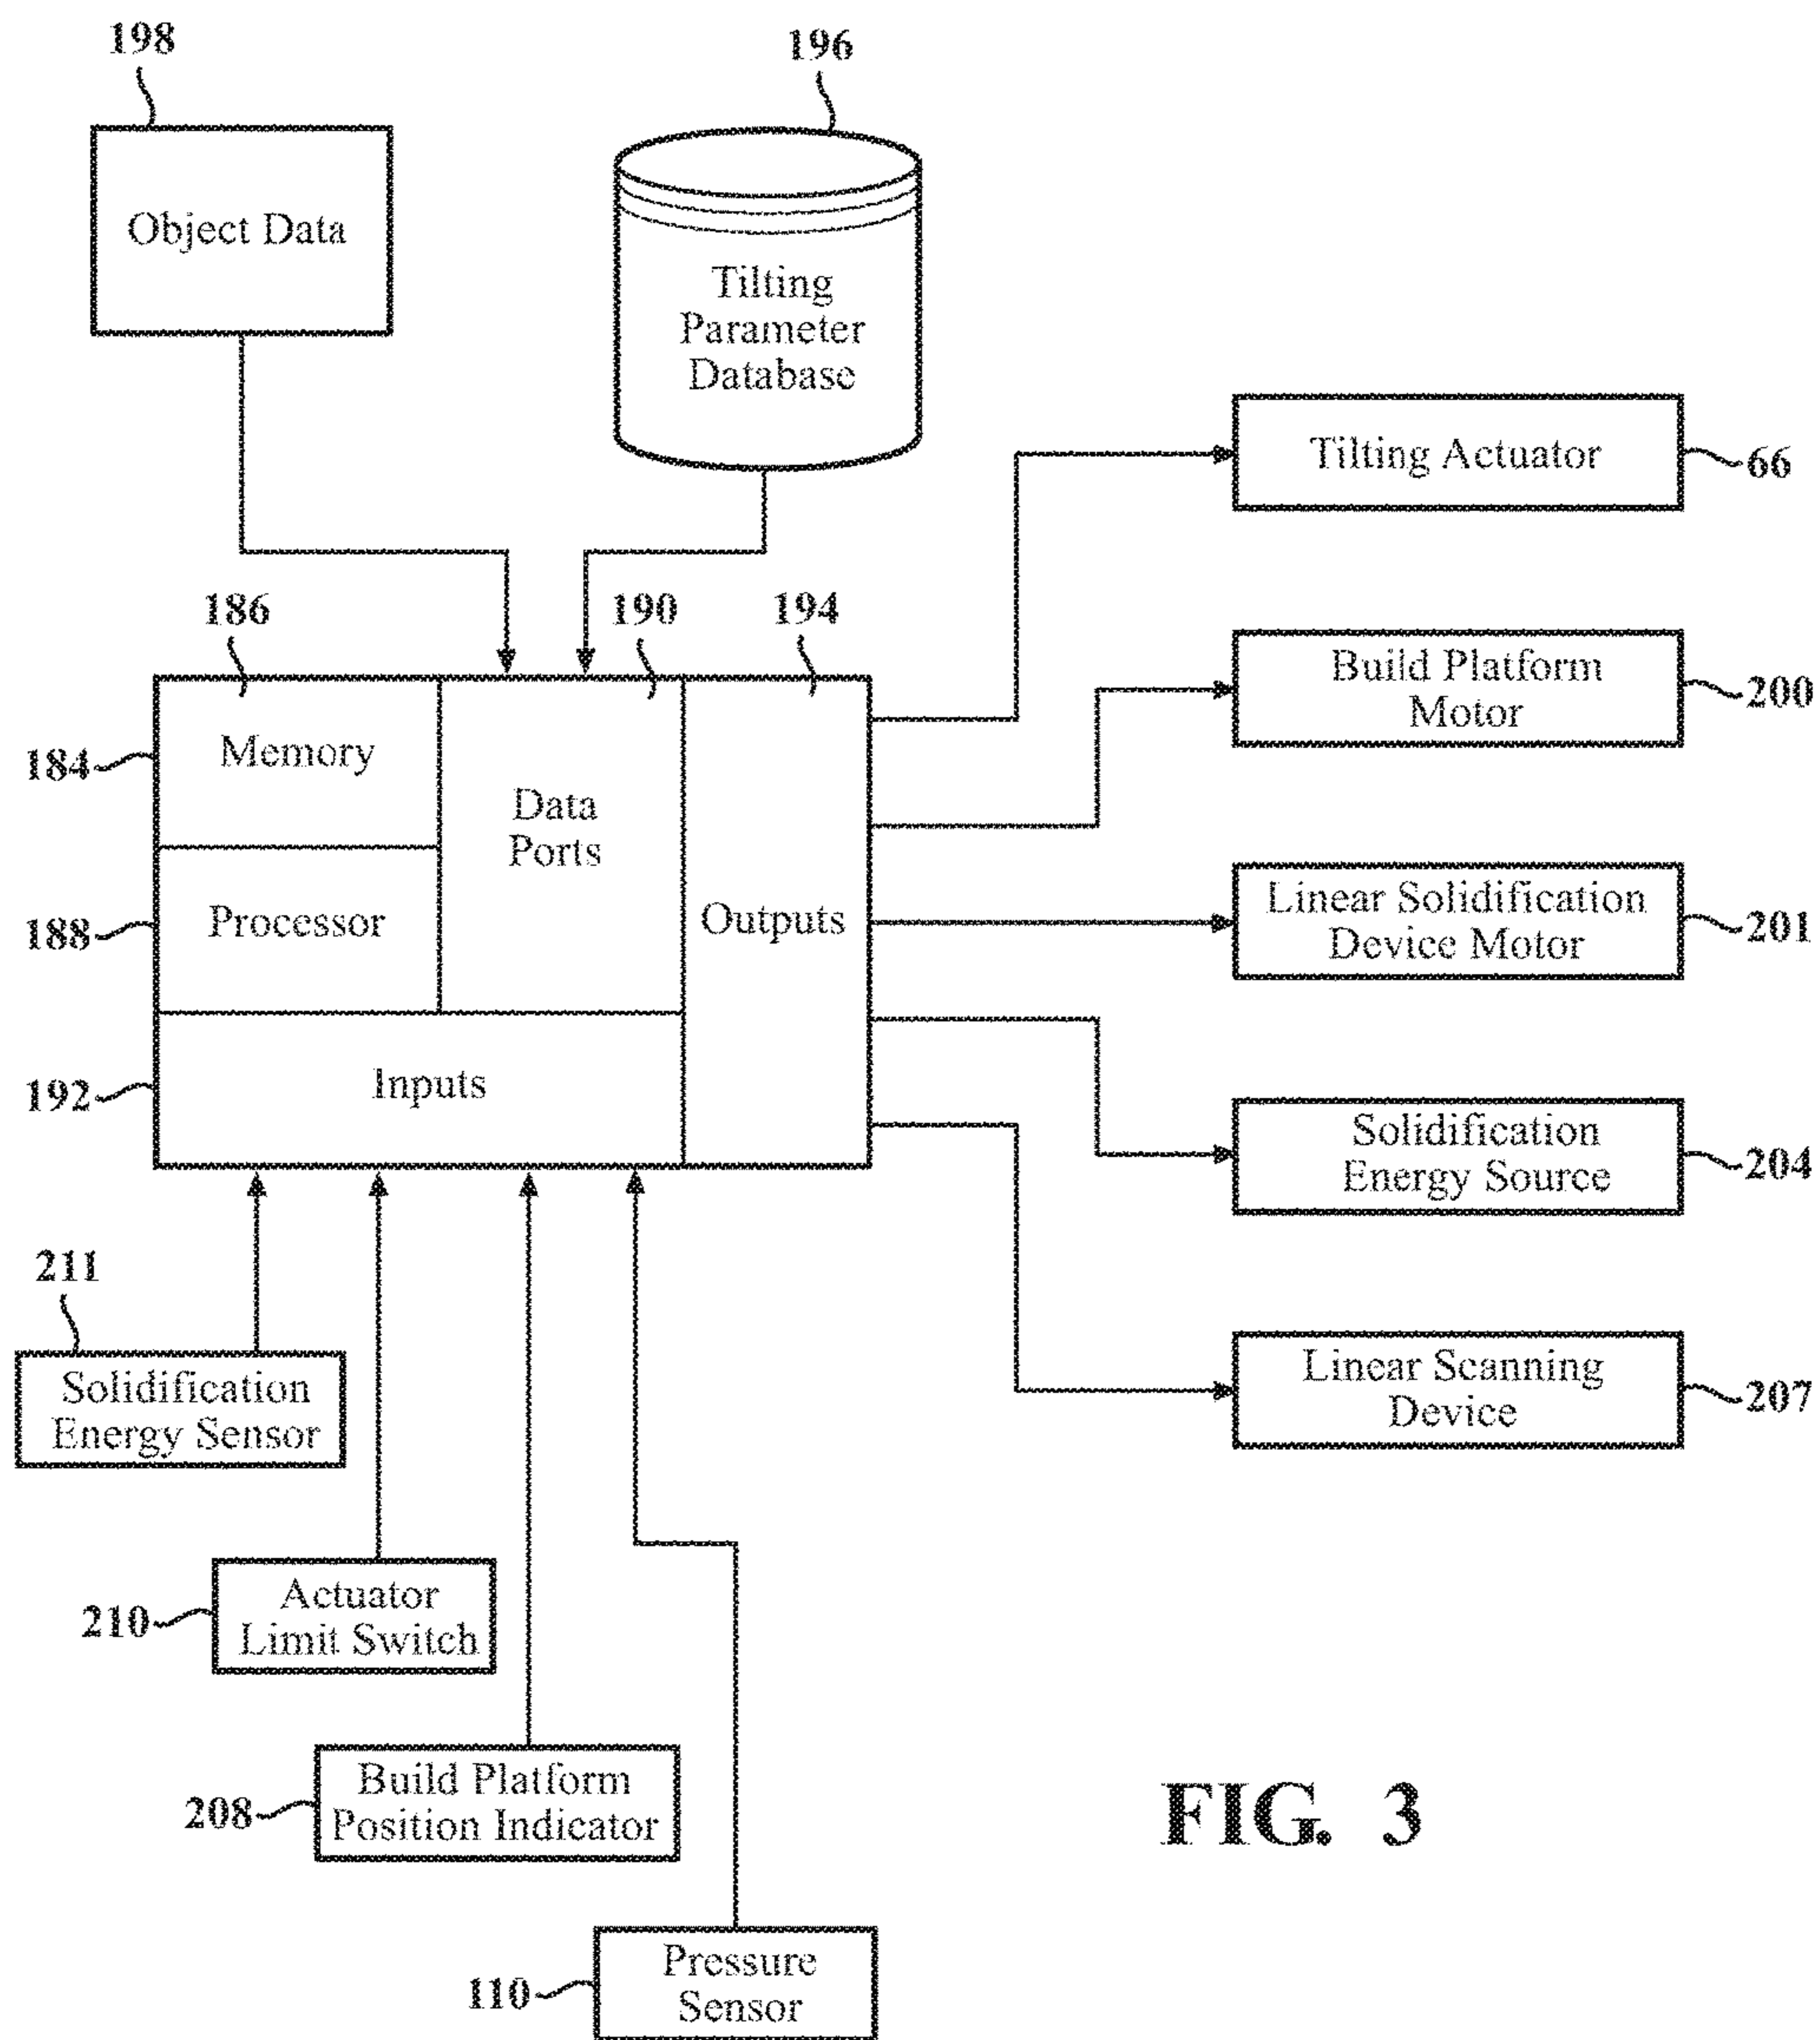 198
196
Object Data
Tilting
Parameter
Database
Tilting Actuator
66
186
190
194
Build Platform
Motor
200
184
Memory
Data
Ports
188
Processor
Outputs
Linear Solidification
Device Motor
201
192
Inputs
Solidification
Energy Source
204
211
Solidification
Energy Sensor
Linear Scanning
Device
207
210
Actuator
Limit Switch
208
Build Platform
Position Indicator
FIG. 3
110
Pressure
Sensor